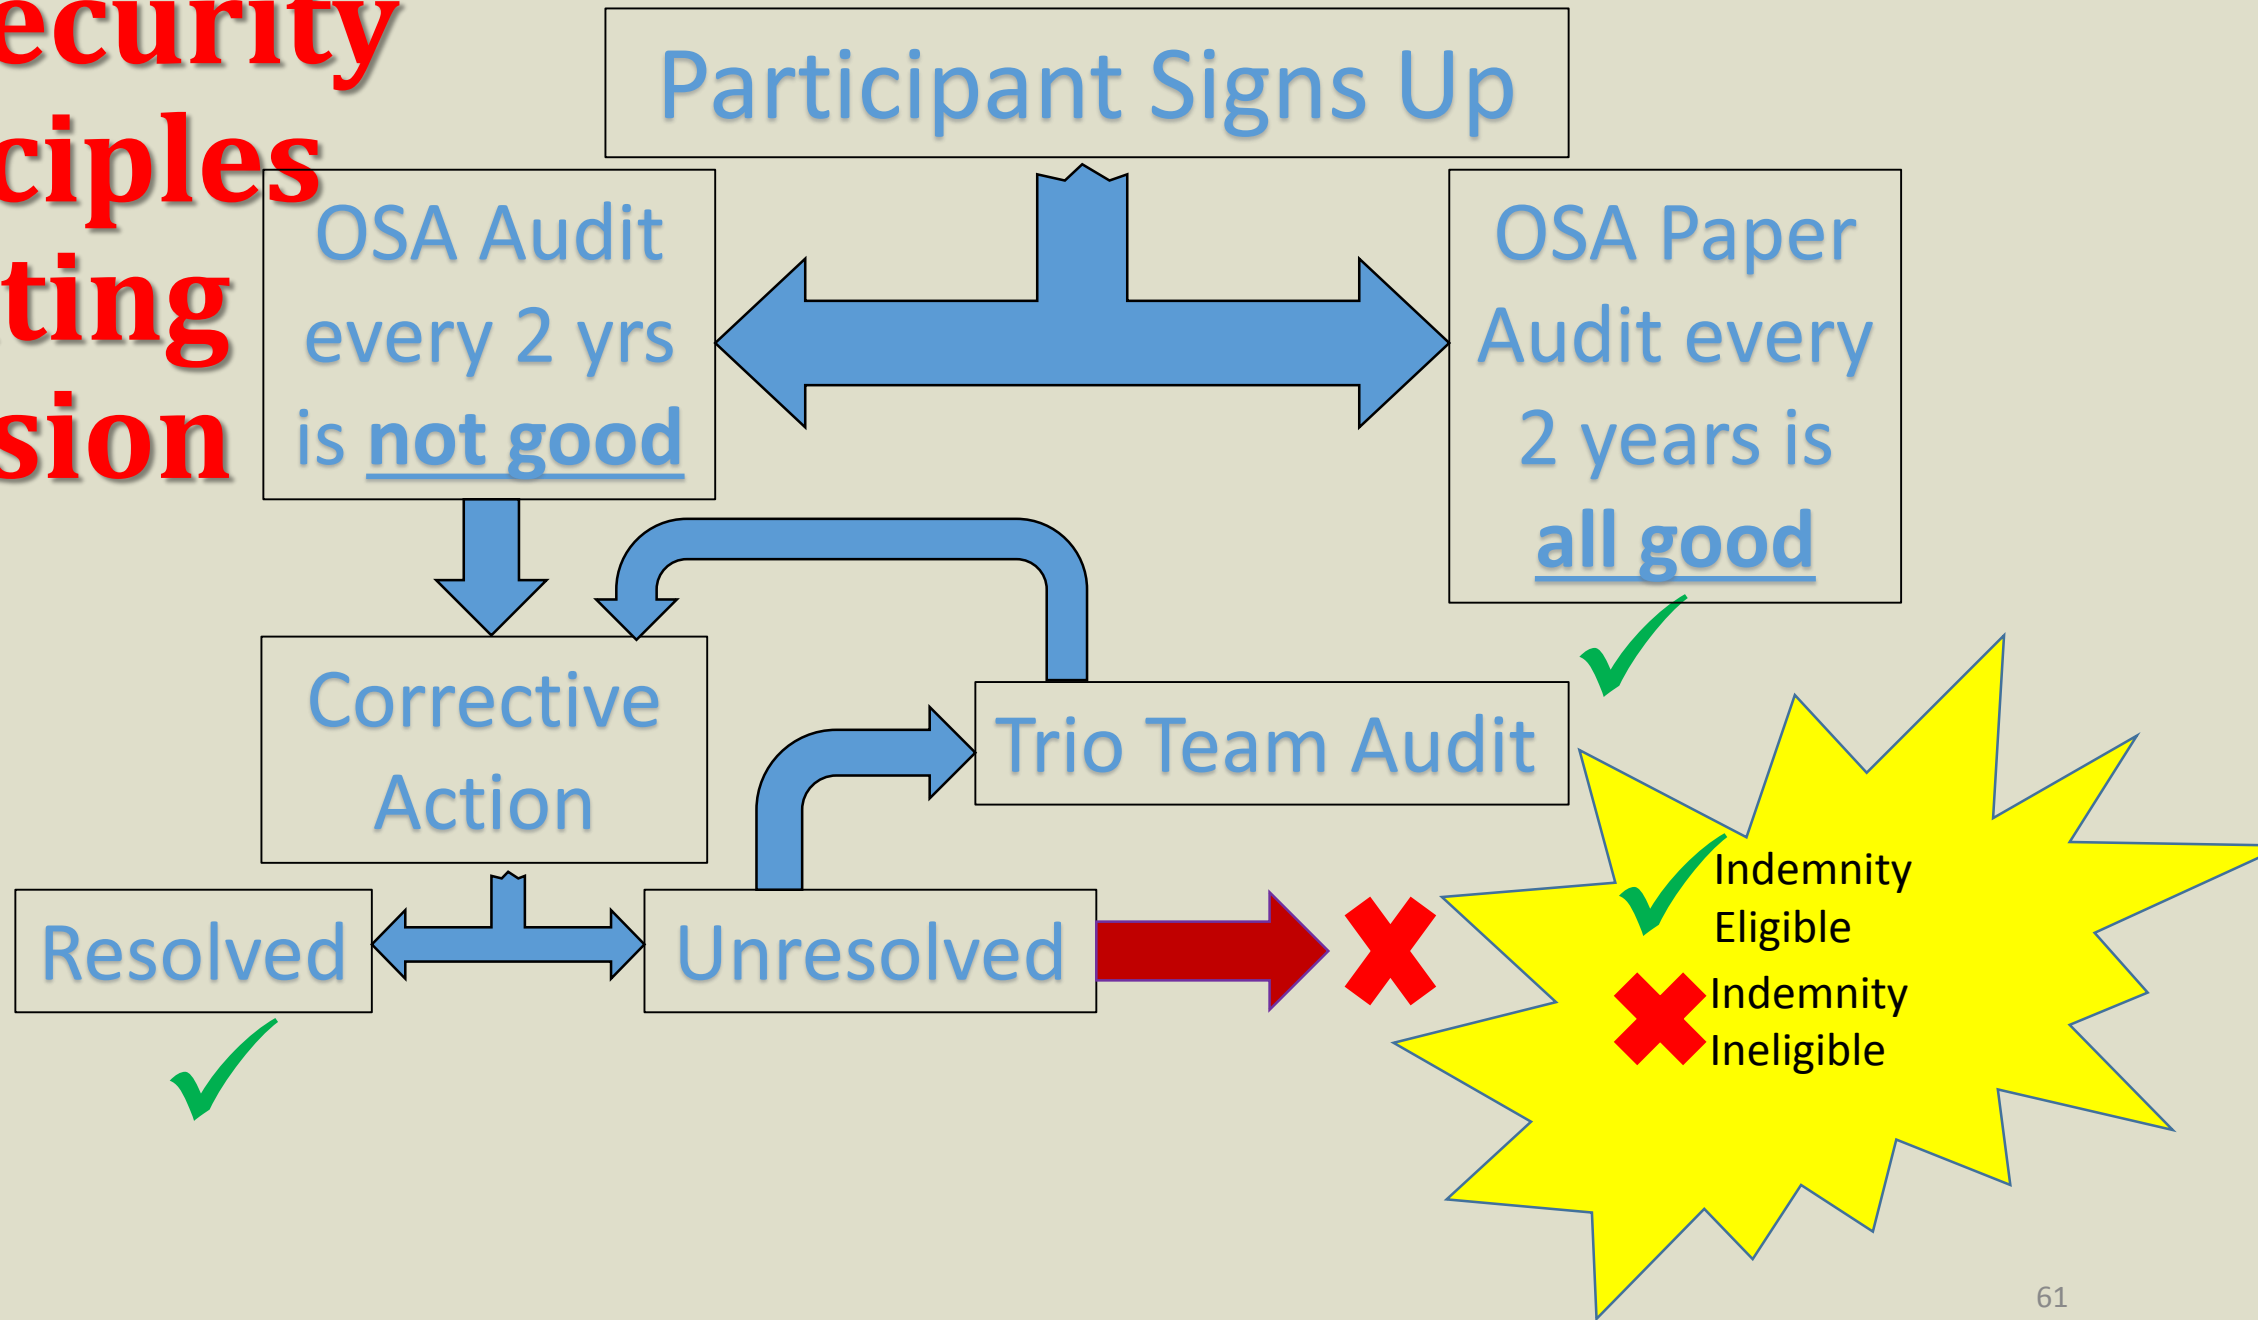 ecurity
ciples
ting
sion
Participant Signs Up
OSA Audit
every 2 yrs
is not good
OSA Paper
Audit every
2 years is
all good
Corrective
Action
Trio Team Audit
Resolved
Unresolved
Indemnity
Eligible
Indemnity
Ineligible
61